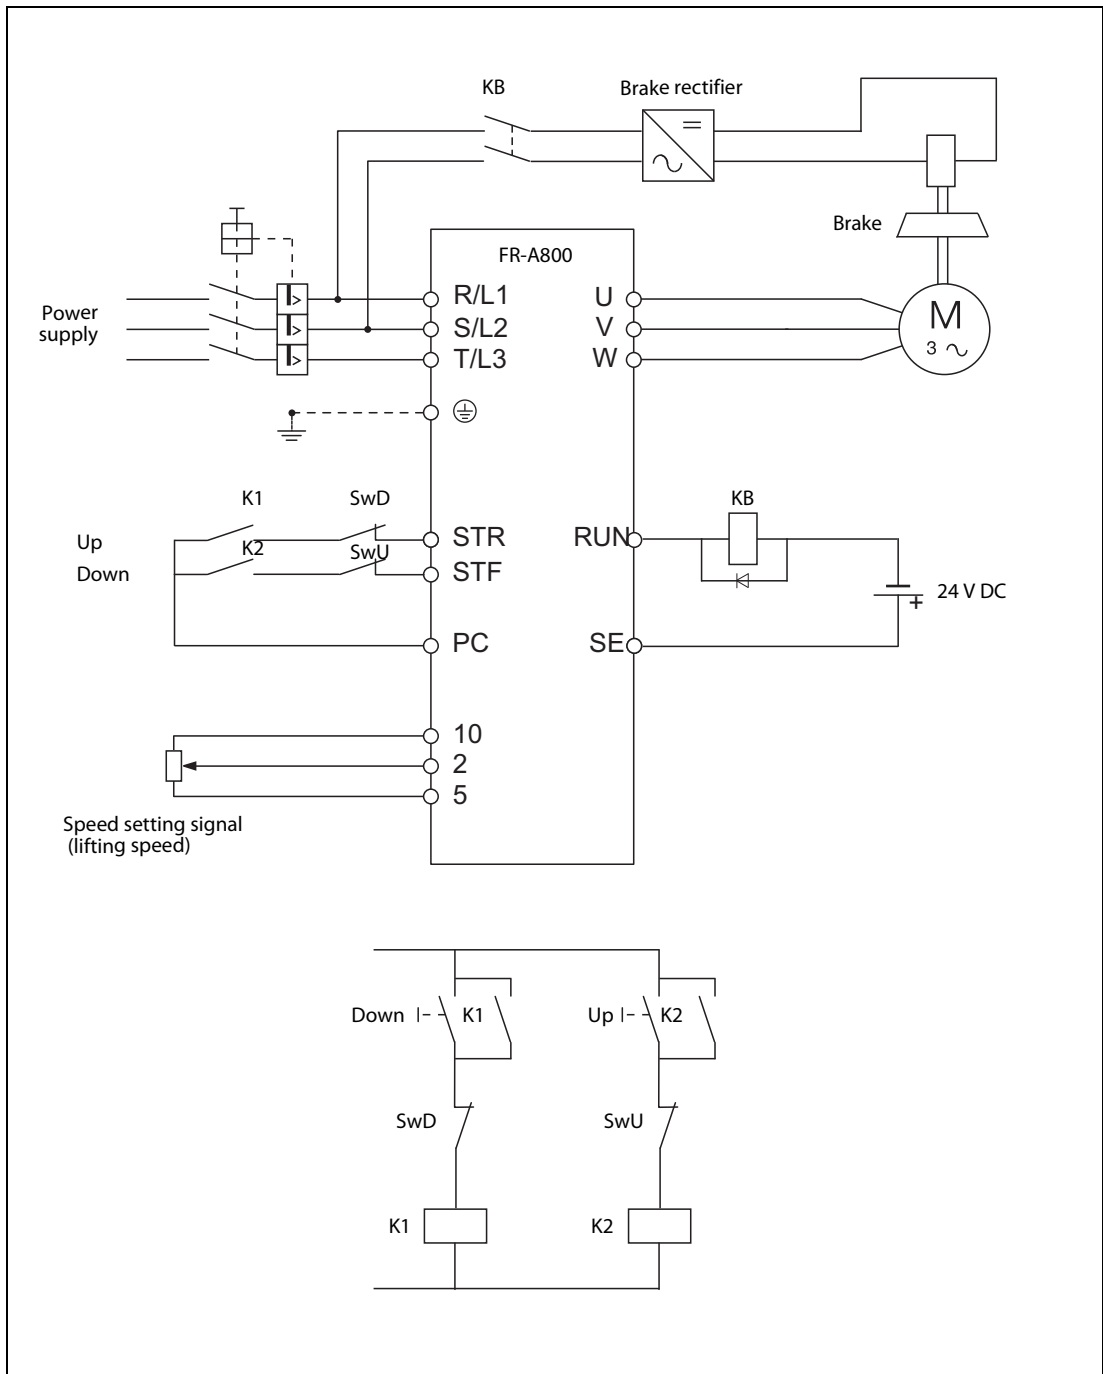 KB
Brake rectifier
Brake
FR-A800
Power
supply
R/L1
S/L2
T/L3
U
V
W
M
3
K1
SwD
Up
K2
SwU
Down
STR
STF
PC
RUN
SE
KB
24 V DC
+
10
2
5
Speed setting signal
(lifting speed)
Down
K1
Up
K2
SwD
SwU
K1
K2